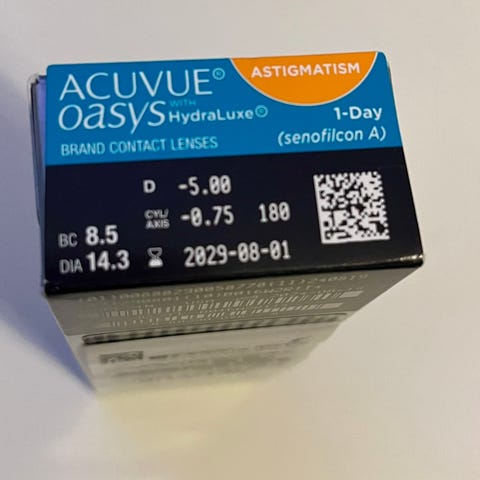 ACUVUE®
ASTIGMATISM
oasys WITH HydraLuxe®
1-Day
(senofilcon A)
BRAND CONTACT LENSES
D -5.00
CYL/ AXIS -0.75 180
BC 8.5
DIA 14.3
2029-08-01